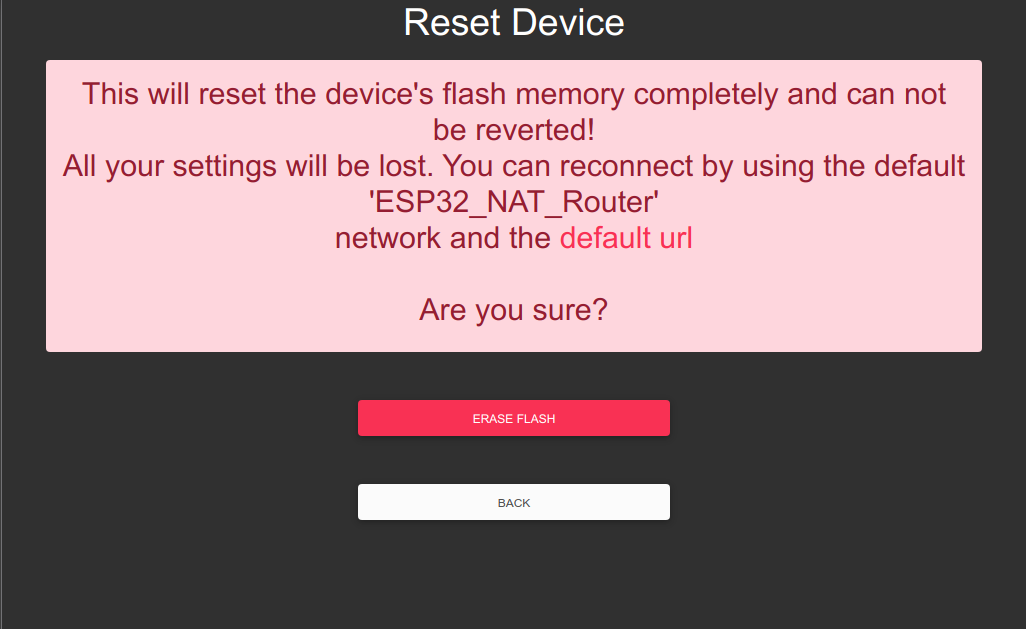 Reset Device
This will reset the device's flash memory completely and can not
be reverted!
All your settings will be lost. You can reconnect by using the default
'ESP32_NAT_Router'
network and the default url
Are you sure?
ERASE FLASH
BACK